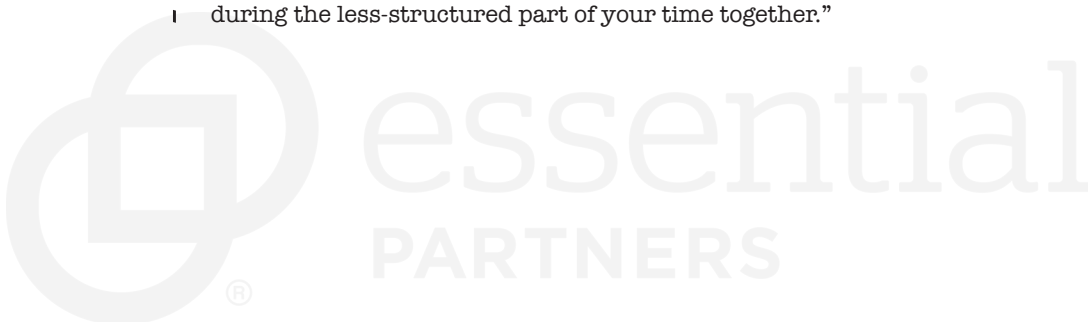 during the less-structured part of your time together.”
essential
PARTNERS
®